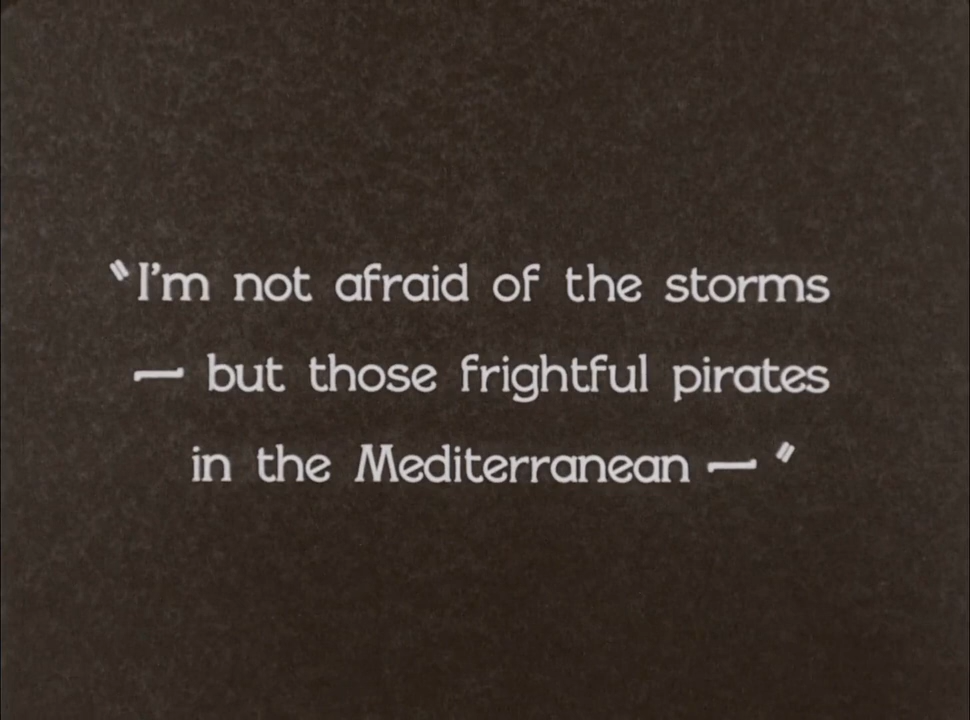 "I'm not afraid of the storms
— but those frightful pirates
in the Mediterranean — "